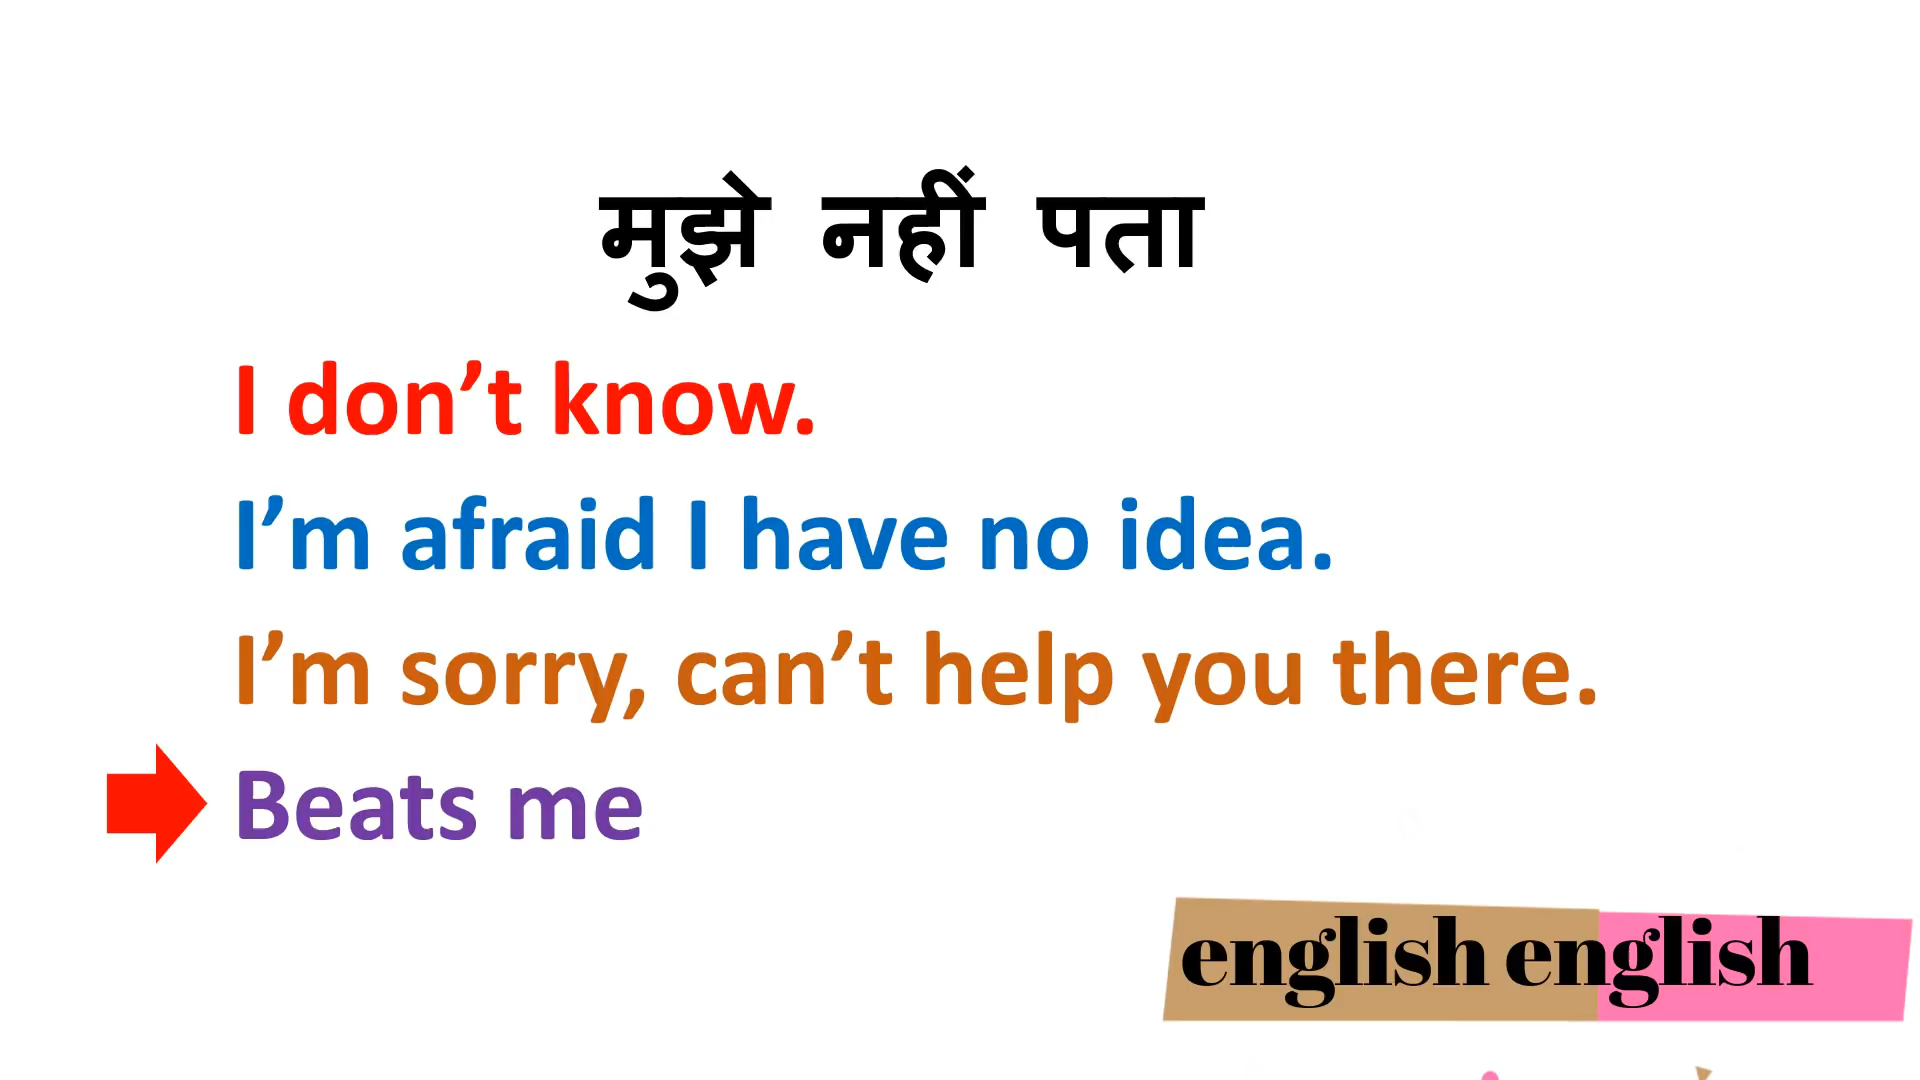 मुझे नहीं पता
I don’t know.
I’m afraid I have no idea.
I’m sorry, can’t help you there.
Beats me
english english